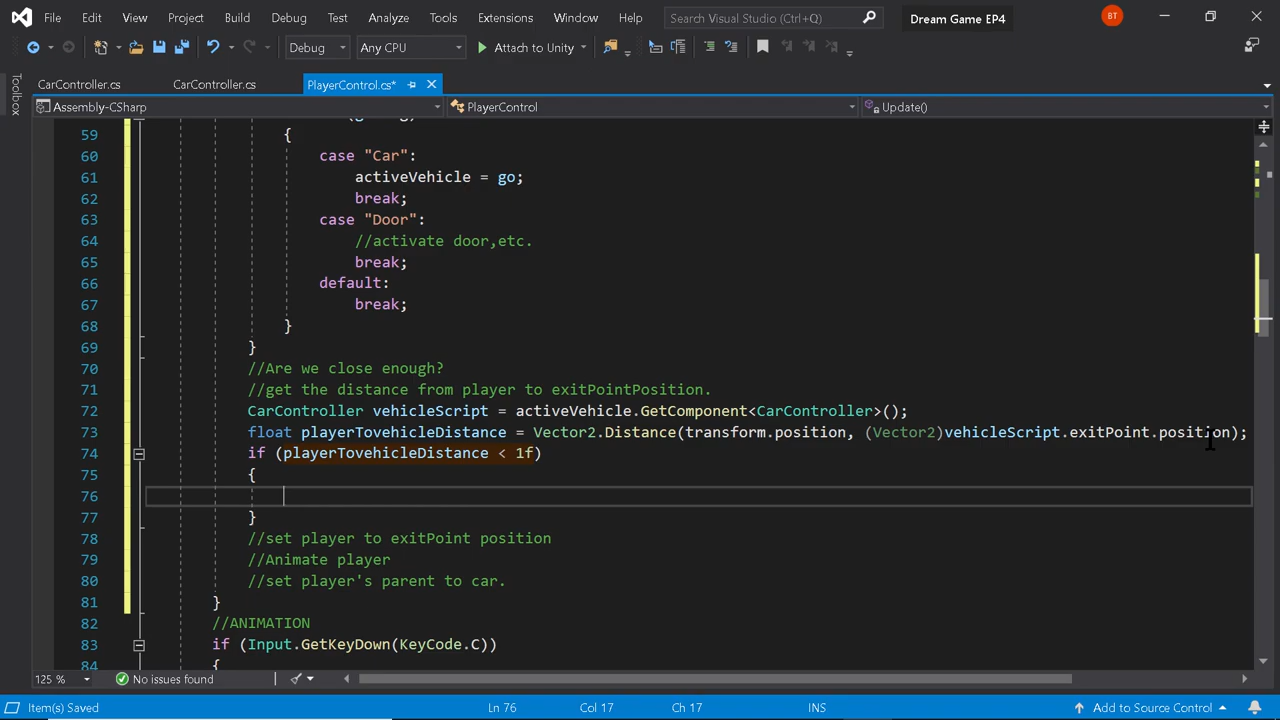 File Edit View Project Build Debug Test Analyze Tools Extensions Window Help Search Visual Studio (Ctrl+Q) Dream Game EP4 BT
Debug Any CPU Attach to Unity
CarController.cs CarController.cs PlayerControl.cs*
Toolbox
Assembly-CSharp PlayerControl Update()
59 {
60 case "Car":
61 activeVehicle = go;
62 break;
63 case "Door":
64 //activate door,etc.
65 break;
66 default:
67 break;
68 }
69 }
70 //Are we close enough?
71 //get the distance from player to exitPointPosition.
72 CarController vehicleScript = activeVehicle.GetComponent<CarController>();
73 float playerTovehicleDistance = Vector2.Distance(transform.position, (Vector2)vehicleScript.exitPoint.position);
74 if (playerTovehicleDistance < 1f)
75 {
76
77 }
78 //set player to exitPoint position
79 //Animate player
80 //set player's parent to car.
81 }
82 //ANIMATION
83 if (Input.GetKeyDown(KeyCode.C))
84 {
125 % No issues found
Item(s) Saved Ln 76 Col 17 Ch 17 INS Add to Source Control